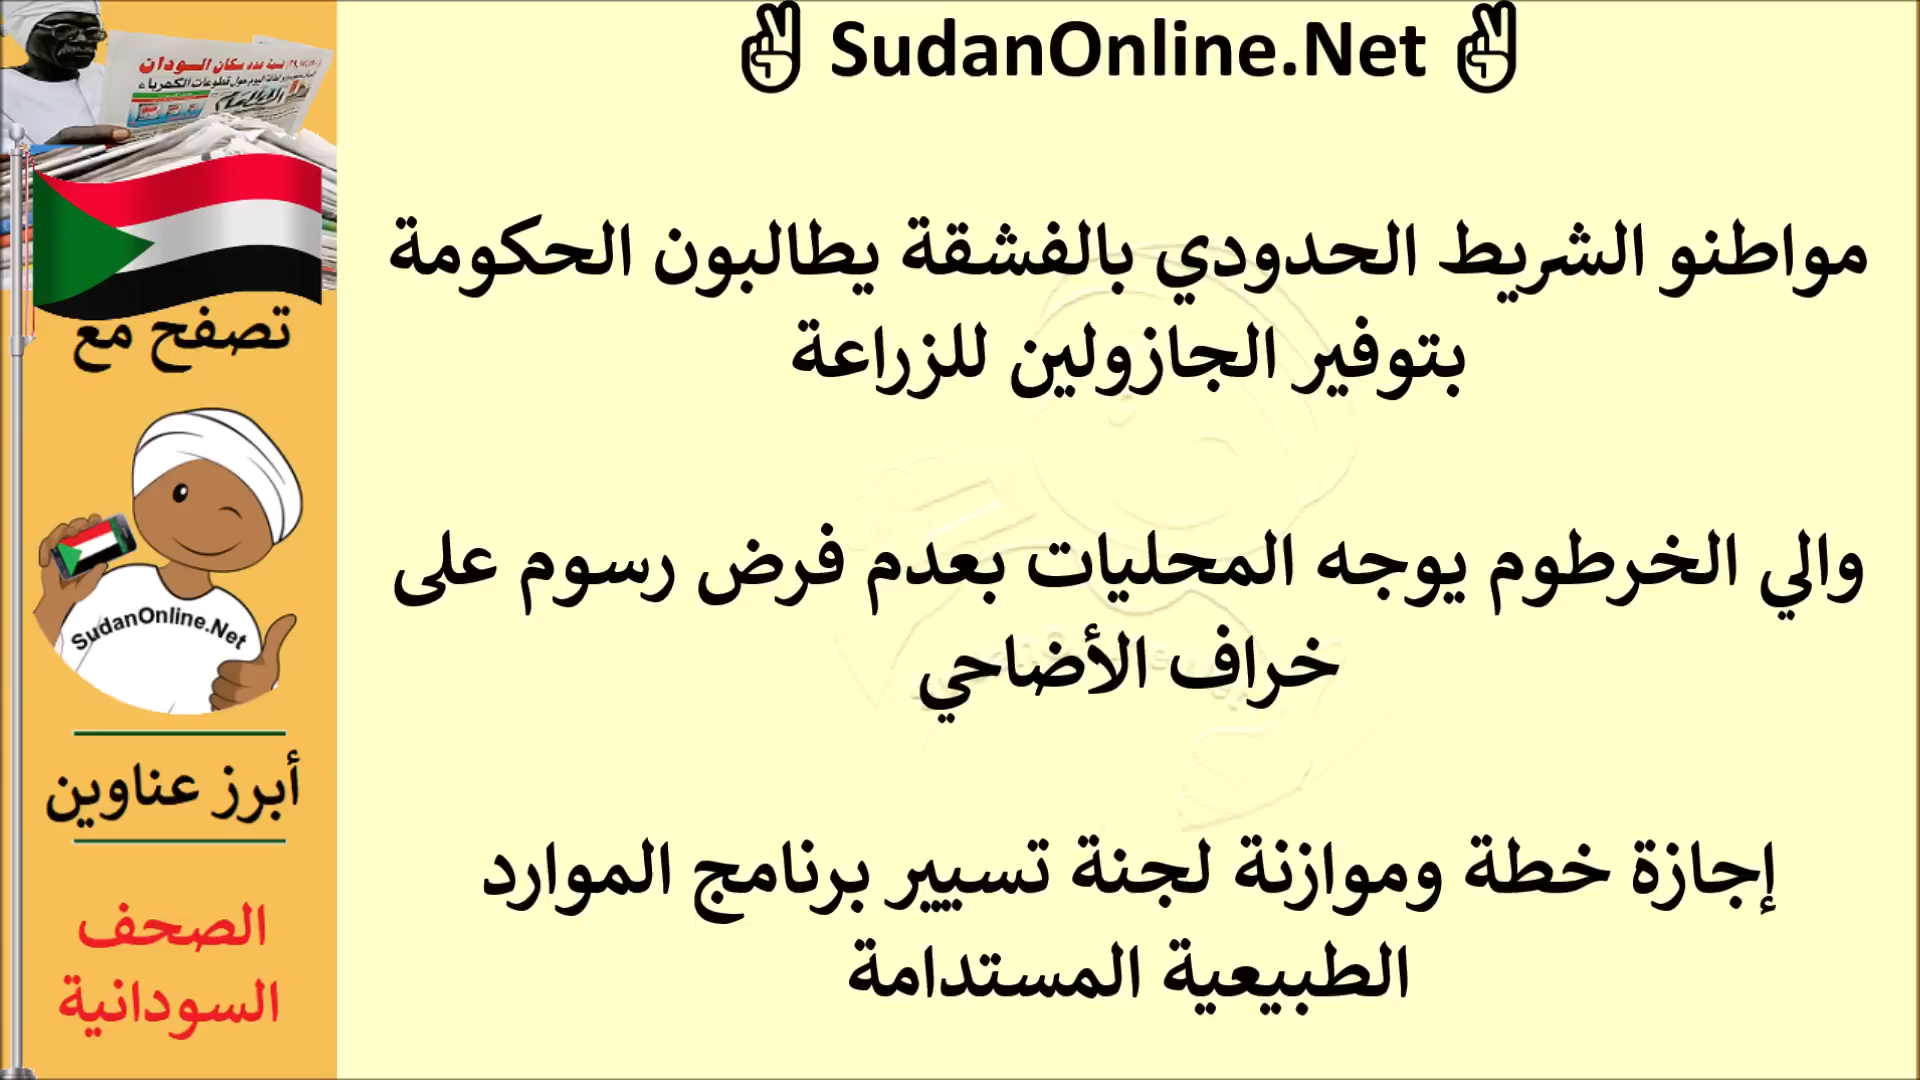 SudanOnline.Net
مواطنو الشريط الحدودي بالفشقة يطالبون الحكومة
بتوفير الجازولين للزراعة
والي الخرطوم يوجه المحليات بعدم فرض رسوم على
خراف الأضاحي
إجازة خطة وموازنة لجنة تسيير برنامج الموارد
الطبيعية المستدامة
تصفح مع
SudanOnline.Net
أبرز عناوين
الصحف
السودانية